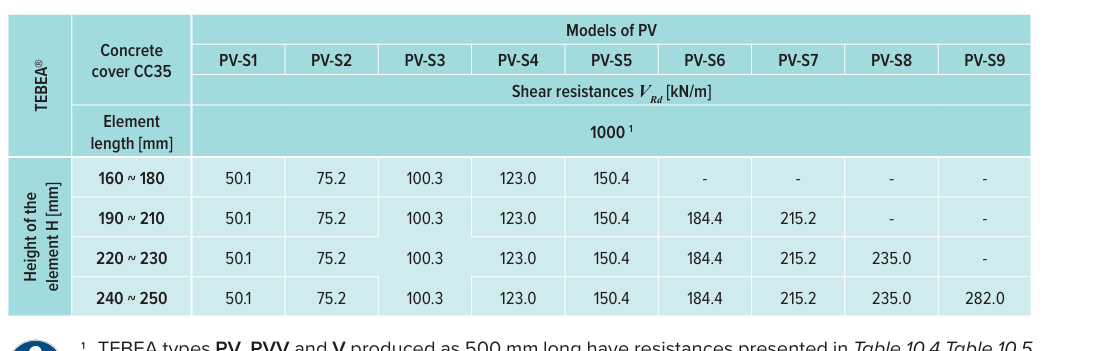 TEBEA®
Concrete
cover CC35
Models of PV
PV-S1 PV-S2 PV-S3 PV-S4 PV-S5 PV-S6 PV-S7 PV-S8 PV-S9
Shear resistances V_Rd [kN/m]
Element
length [mm]
1000 ¹
Height of the
element H [mm]
160 ~ 180 50.1 75.2 100.3 123.0 150.4 - - - -
190 ~ 210 50.1 75.2 100.3 123.0 150.4 184.4 215.2 - -
220 ~ 230 50.1 75.2 100.3 123.0 150.4 184.4 215.2 235.0 -
240 ~ 250 50.1 75.2 100.3 123.0 150.4 184.4 215.2 235.0 282.0
¹ TEBEA types PV, PVV and V produced as 500 mm long have resistances presented in Table 10.4 Table 10.5